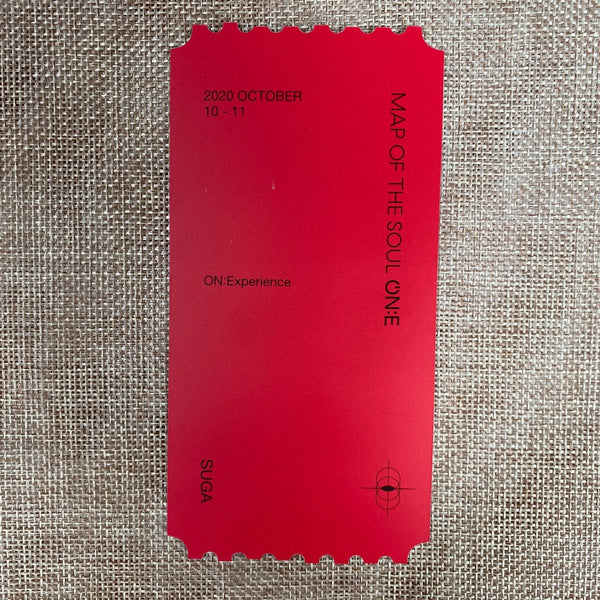 2020 OCTOBER
10 - 11
MAP OF THE SOUL ON:E
ON:Experience
SUGA